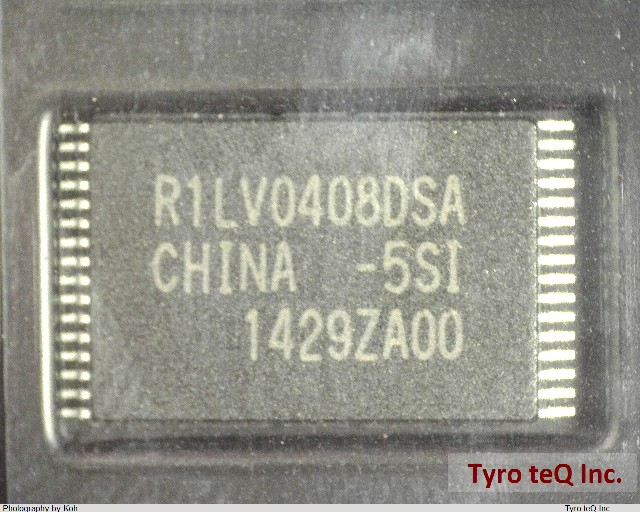 R1LV0408DSA
CHINA -5SI
1429ZA00
Tyro teQ Inc.
Photography by Koh
Tyro teQ Inc.